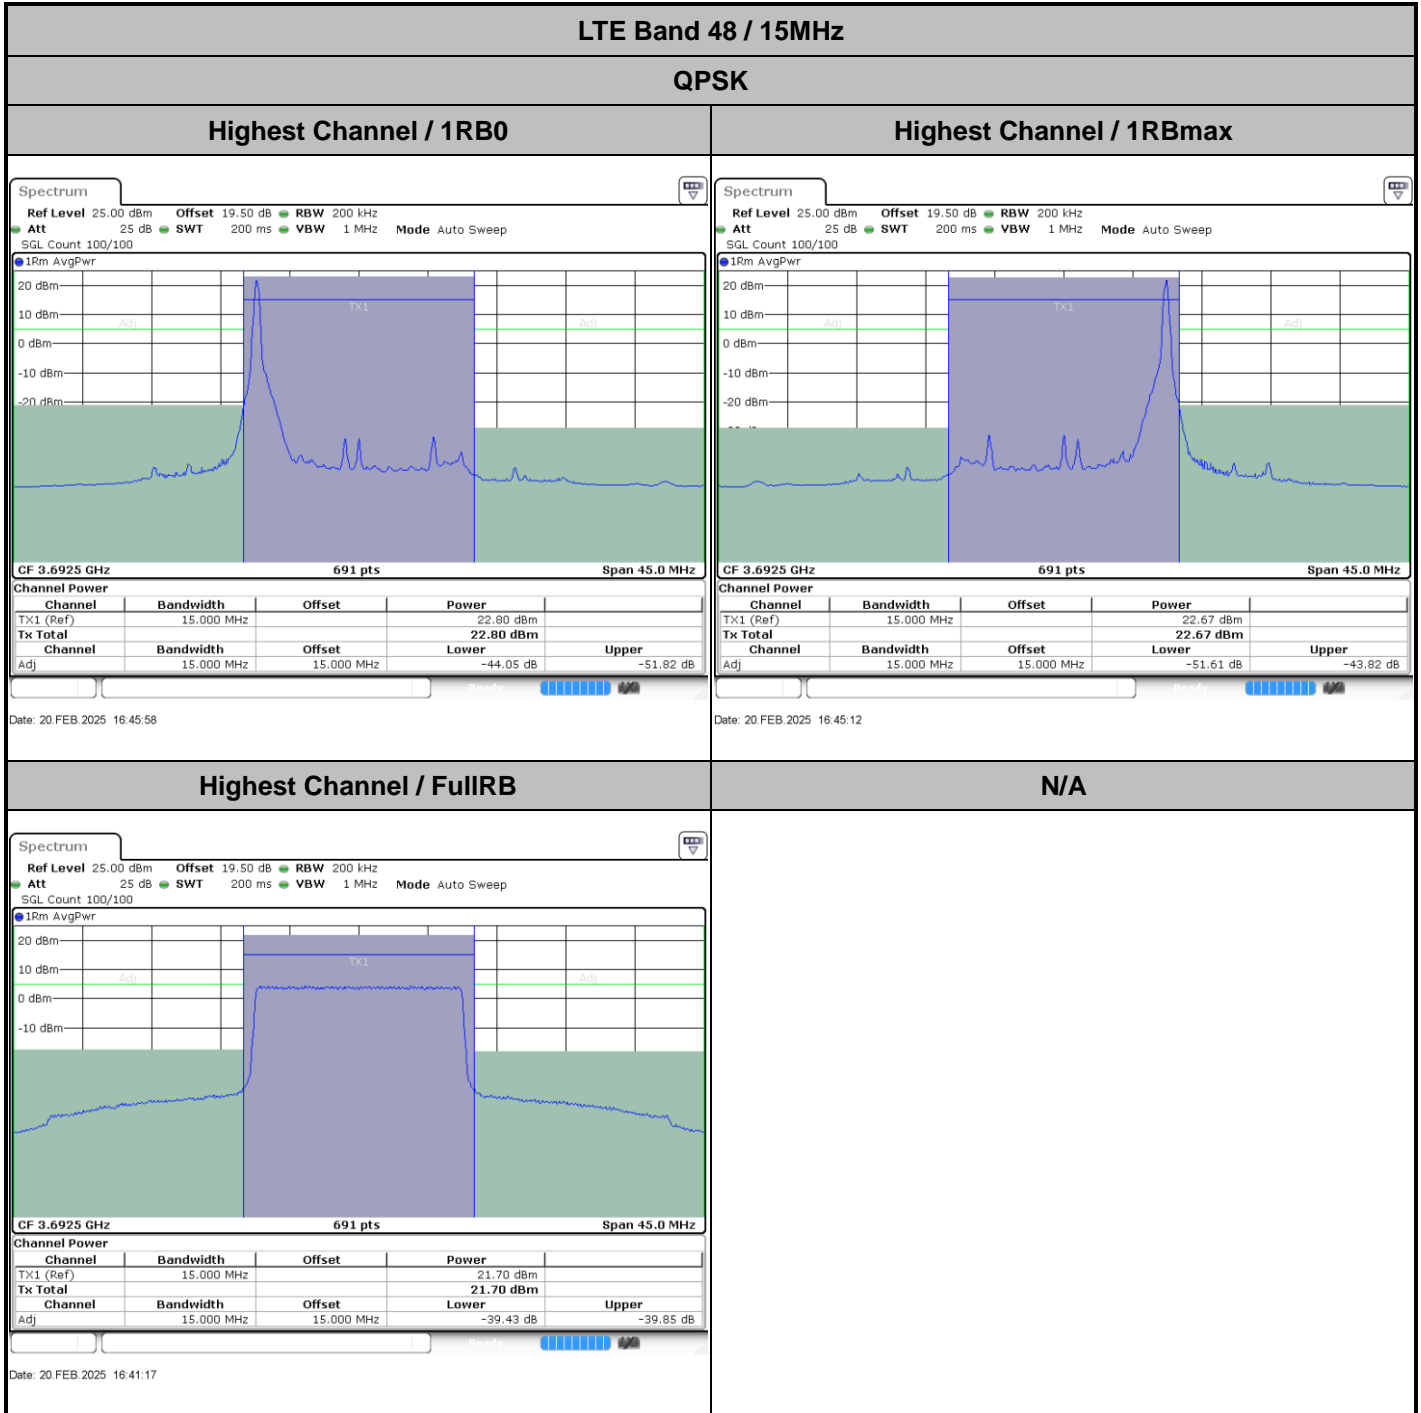 LTE Band 48 / 15MHz
QPSK
Highest Channel / 1RB0
Highest Channel / 1RBmax
Spectrum
Ref Level 25.00 dBm Offset 19.50 dB RBW 200 kHz
Att 25 dB SWT 200 ms VBW 1 MHz Mode Auto Sweep
SGL Count 100/100
1Rm AvgPwr
20 dBm
10 dBm
0 dBm
-10 dBm
-20 dBm
Adj
TX1
Adj
CF 3.6925 GHz 691 pts Span 45.0 MHz
Channel Power
Channel Bandwidth Offset Power
TX1 (Ref) 15.000 MHz 22.80 dBm
Tx Total 22.80 dBm
Channel Bandwidth Offset Lower Upper
Adj 15.000 MHz 15.000 MHz -44.05 dB -51.82 dB
Date: 20.FEB.2025 16:45:58
Spectrum
Ref Level 25.00 dBm Offset 19.50 dB RBW 200 kHz
Att 25 dB SWT 200 ms VBW 1 MHz Mode Auto Sweep
SGL Count 100/100
1Rm AvgPwr
20 dBm
10 dBm
0 dBm
-10 dBm
-20 dBm
Adj
TX1
Adj
CF 3.6925 GHz 691 pts Span 45.0 MHz
Channel Power
Channel Bandwidth Offset Power
TX1 (Ref) 15.000 MHz 22.67 dBm
Tx Total 22.67 dBm
Channel Bandwidth Offset Lower Upper
Adj 15.000 MHz 15.000 MHz -51.61 dB -43.82 dB
Date: 20.FEB.2025 16:45:12
Highest Channel / FullRB
N/A
Spectrum
Ref Level 25.00 dBm Offset 19.50 dB RBW 200 kHz
Att 25 dB SWT 200 ms VBW 1 MHz Mode Auto Sweep
SGL Count 100/100
1Rm AvgPwr
20 dBm
10 dBm
0 dBm
-10 dBm
Adj
TX1
Adj
CF 3.6925 GHz 691 pts Span 45.0 MHz
Channel Power
Channel Bandwidth Offset Power
TX1 (Ref) 15.000 MHz 21.70 dBm
Tx Total 21.70 dBm
Channel Bandwidth Offset Lower Upper
Adj 15.000 MHz 15.000 MHz -39.43 dB -39.85 dB
Date: 20.FEB.2025 16:41:17